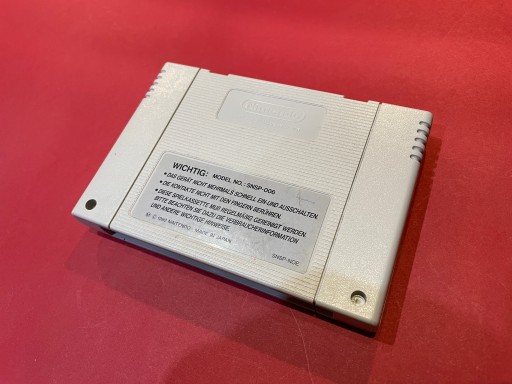 Nintendo
WICHTIG: MODEL NO.: SNSP-006
• DAS GERÄT NICHT MEHRMALS SCHNELL EIN-UND AUSSCHALTEN.
• DIE KONTAKTE NICHT MIT DEN FINGERN BERÜHREN.
• DIESE SPIELKASSETTE MUß REGELMÄßIG GEREINIGT WERDEN.
BITTE BEACHTEN SIE DAZU DIE VERBRAUCHERINFORMATION
UND ANDERE WICHTIGE HINWEISE.
NINTENDO MADE IN JAPAN
SNSP-NOE